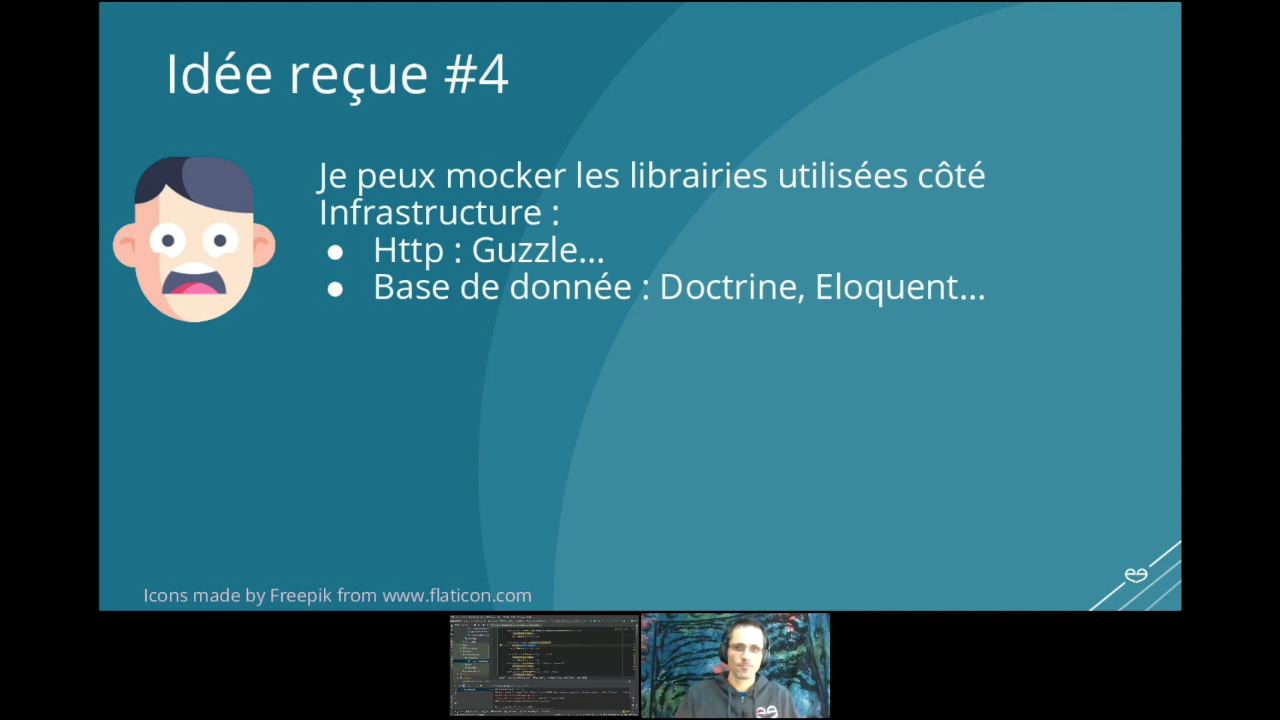 Idée reçue #4
Je peux mocker les librairies utilisées côté
Infrastructure :
● Http : Guzzle...
● Base de donnée : Doctrine, Eloquent...
Icons made by Freepik from www.flaticon.com